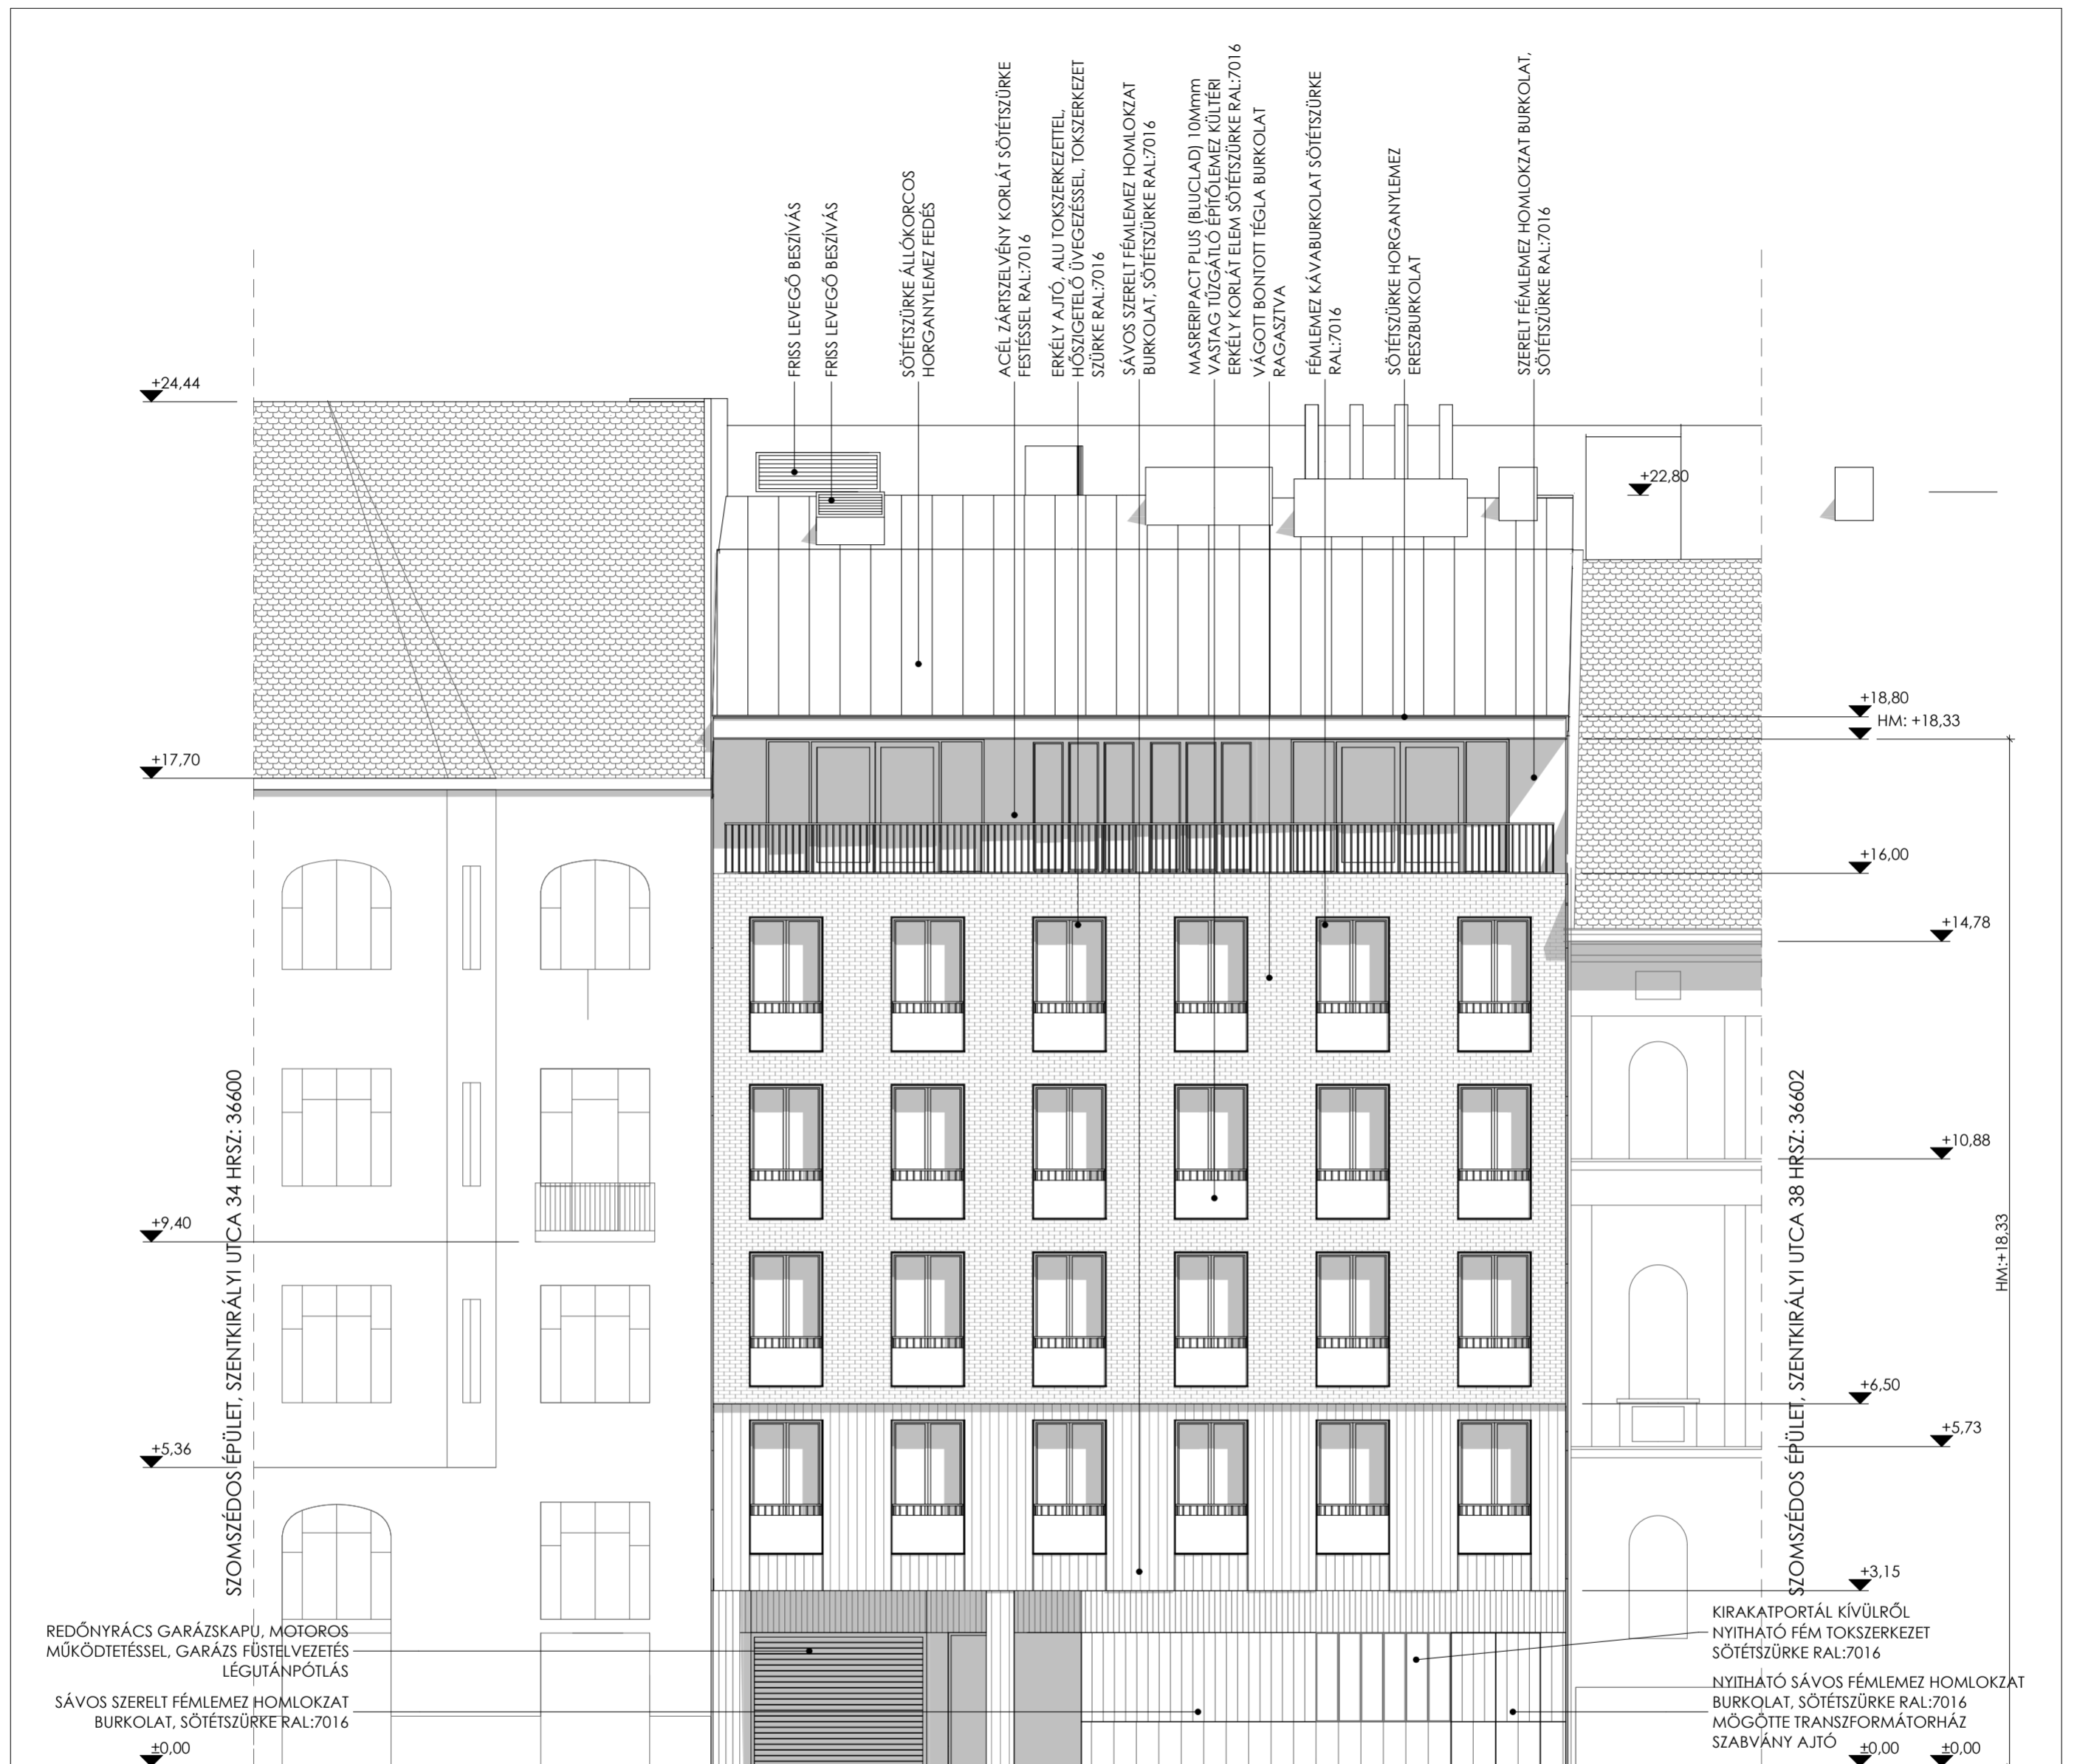 FRISS LEVEGŐ BESZÍVÁS
FRISS LEVEGŐ BESZÍVÁS
SÖTÉTSZÜRKE ÁLLÓKORCOS
HORGANYLEMEZ FEDÉS
ACÉL ZÁRTSZELVÉNY KORLÁT SÖTÉTSZÜRKE
FESTÉSSEL RAL:7016
ERKÉLY AJTÓ, ALU TOKSZERKEZETTEL,
HŐSZIGETELŐ ÜVEGEZÉSSEL, TOKSZERKEZET
SZÜRKE RAL:7016
SÁVOS SZERELT FÉMLEMEZ HOMLOKZAT
BURKOLAT, SÖTÉTSZÜRKE RAL:7016
MASRERIPACT PLUS (BLUCLAD) 10Mmm
VASTAG TŰZGÁTLÓ ÉPÍTŐLEMEZ KÜLTÉRI
ERKÉLY KORLÁT ELEM SÖTÉTSZÜRKE RAL:7016
VÁGOTT BONTOTT TÉGLA BURKOLAT
RAGASZTVA
FÉMLEMEZ KÁVABURKOLAT SÖTÉTSZÜRKE
RAL:7016
SÖTÉTSZÜRKE HORGANYLEMEZ
ERESZBURKOLAT
SZERELT FÉMLEMEZ HOMLOKZAT BURKOLAT,
SÖTÉTSZÜRKE RAL:7016
+24,44
+22,80
+18,80
HM: +18,33
+17,70
+16,00
+14,78
SZOMSZÉDOS ÉPÜLET, SZENTKIRÁLYI UTCA 34 HRSZ: 36600
SZOMSZÉDOS ÉPÜLET, SZENTKIRÁLYI UTCA 38 HRSZ: 36602
+10,88
+9,40
HM:+18,33
+6,50
+5,73
+5,36
+3,15
REDŐNYRÁCS GARÁZSKAPU, MOTOROS
MŰKÖDTETÉSSEL, GARÁZS FÜSTELVEZETÉS
LÉGUTÁNPÓTLÁS
SÁVOS SZERELT FÉMLEMEZ HOMLOKZAT
BURKOLAT, SÖTÉTSZÜRKE RAL:7016
±0,00
KIRAKATPORTÁL KÍVÜLRŐL
NYITHATÓ FÉM TOKSZERKEZET
SÖTÉTSZÜRKE RAL:7016
NYITHATÓ SÁVOS FÉMLEMEZ HOMLOKZAT
BURKOLAT, SÖTÉTSZÜRKE RAL:7016
MÖGÖTTE TRANSZFORMÁTORHÁZ
SZABVÁNY AJTÓ
±0,00
±0,00